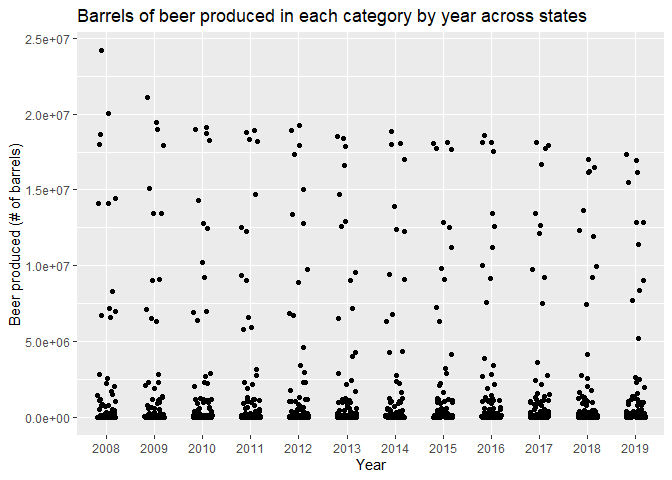 Barrels of beer produced in each category by year across states
2.5e+07
2.0e+07
1.5e+07
1.0e+07
5.0e+06
0.0e+00
Beer produced (# of barrels)
2008 2009 2010 2011 2012 2013 2014 2015 2016 2017 2018 2019
Year